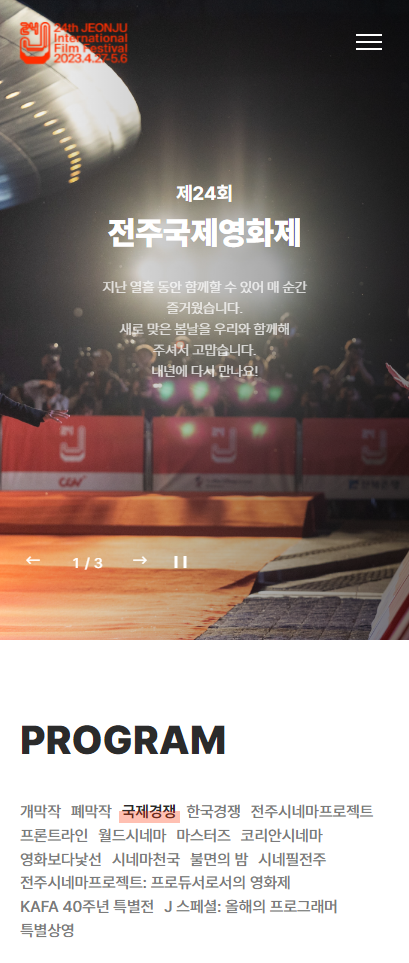 24th JEONJU
International
Film Festival
2023.4.27-5.6
제24회
전주국제영화제
지난 열흘 동안 함께할 수 있어 매 순간
즐거웠습니다.
새로 맞은 봄날을 우리와 함께해
주셔서 고맙습니다.
내년에 다시 만나요!
CGV
← 1 / 3 →
PROGRAM
개막작 폐막작 국제경쟁 한국경쟁 전주시네마프로젝트
프론트라인 월드시네마 마스터즈 코리안시네마
영화보다낯선 시네마천국 불면의 밤 시네필전주
전주시네마프로젝트: 프로듀서로서의 영화제
KAFA 40주년 특별전 J 스페셜: 올해의 프로그래머
특별상영